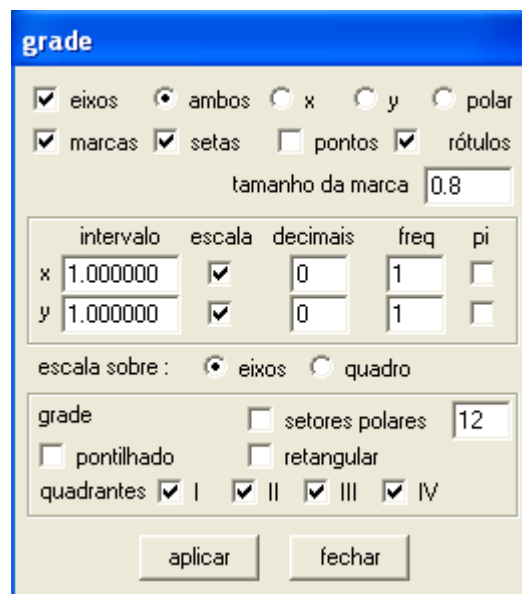 grade
eixos ambos x y polar
marcas setas pontos rótulos
tamanho da marca 0.8
intervalo escala decimais freq pi
x 1.000000 0 1
y 1.000000 0 1
escala sobre : eixos quadro
grade setores polares 12
pontilhado retangular
quadrantes I II III IV
aplicar fechar